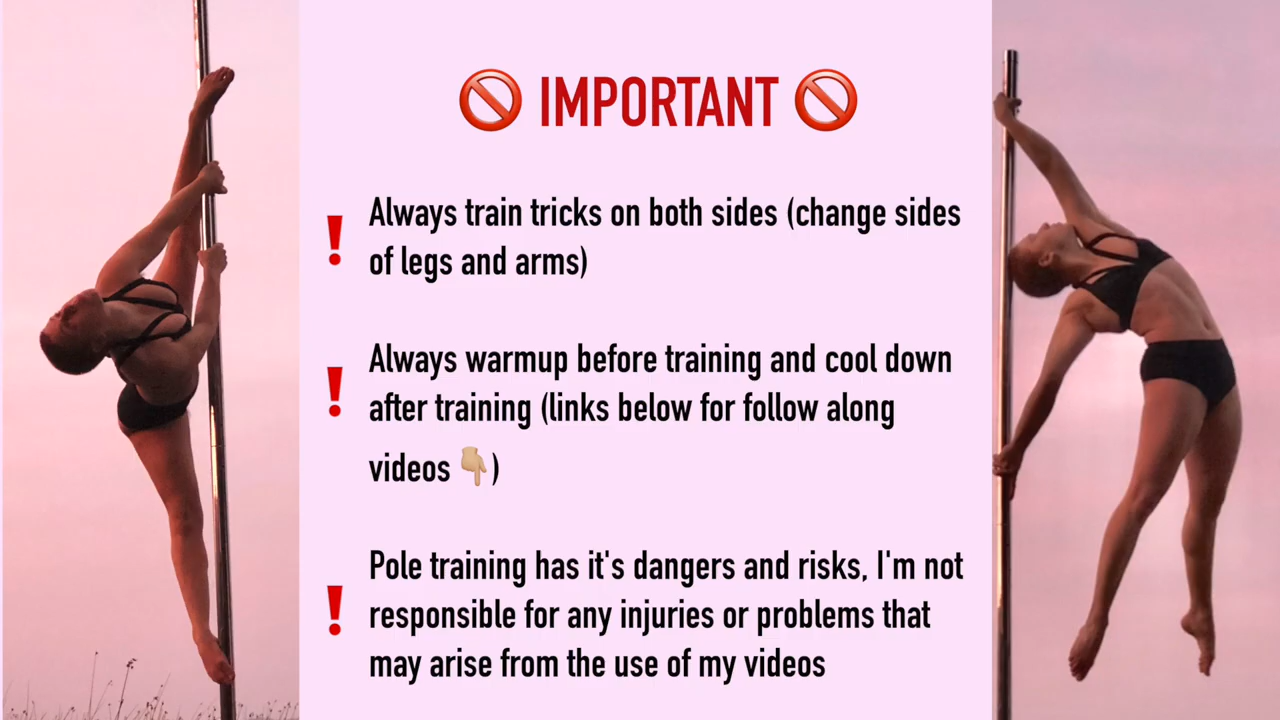 🚫 IMPORTANT 🚫
❗ Always train tricks on both sides (change sides
of legs and arms)
❗ Always warmup before training and cool down
after training (links below for follow along
videos 👇🏼)
❗ Pole training has it's dangers and risks, I'm not
responsible for any injuries or problems that
may arise from the use of my videos